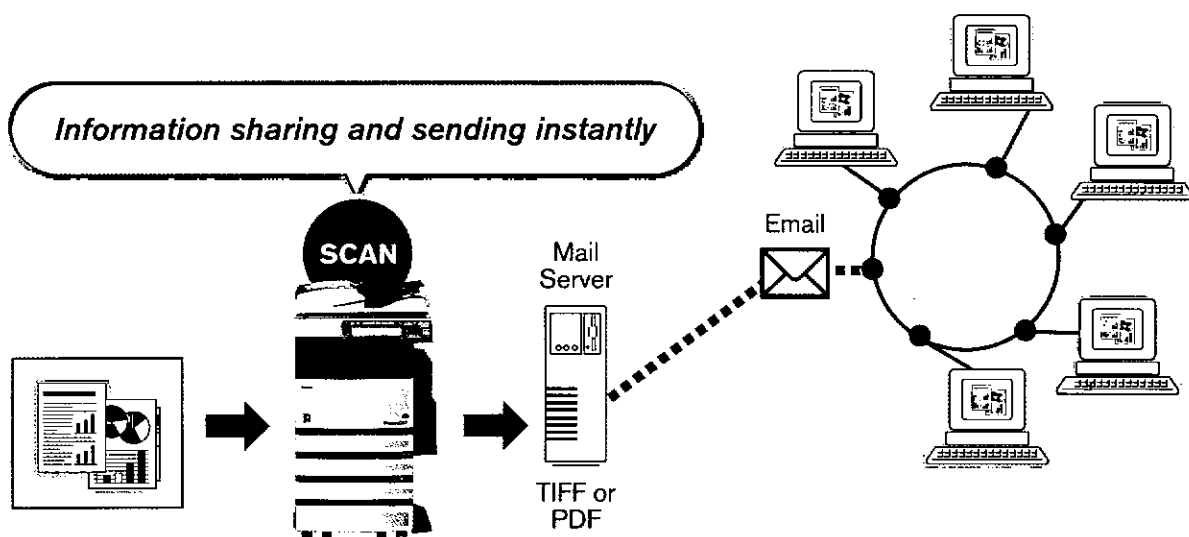 Information sharing and sending instantly
SCAN
Mail
Server
Email
TIFF or
PDF